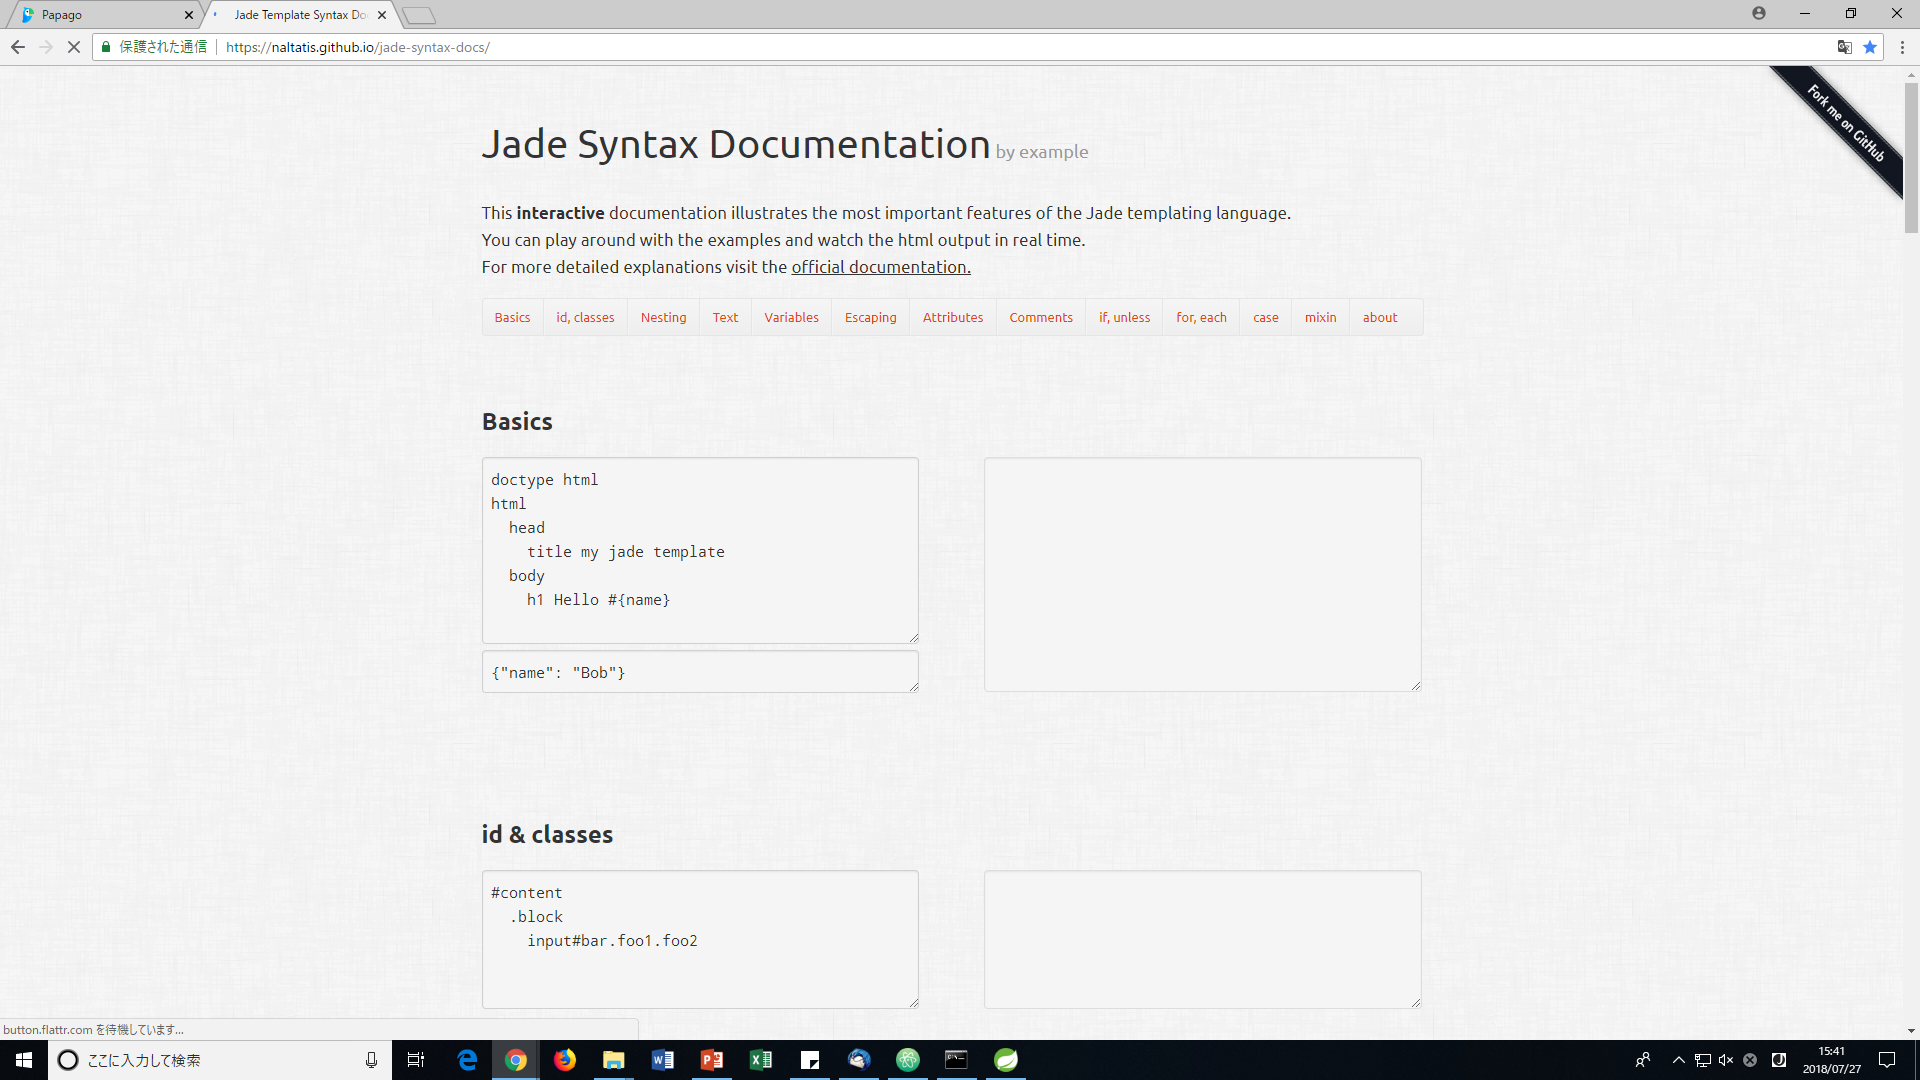 Papago
Jade Template Syntax Do
保護された通信
https://naltatis.github.io/jade-syntax-docs/
Fork me on GitHub
Jade Syntax Documentation by example
This interactive documentation illustrates the most important features of the Jade templating language.
You can play around with the examples and watch the html output in real time.
For more detailed explanations visit the official documentation.
Basics id, classes Nesting Text Variables Escaping Attributes Comments if, unless for, each case mixin about
Basics
doctype html
html
  head
    title my jade template
  body
    h1 Hello #{name}
{"name": "Bob"}
id & classes
#content
  .block
    input#bar.foo1.foo2
button.flattr.com を待機しています...
ここに入力して検索
15:41
2018/07/27